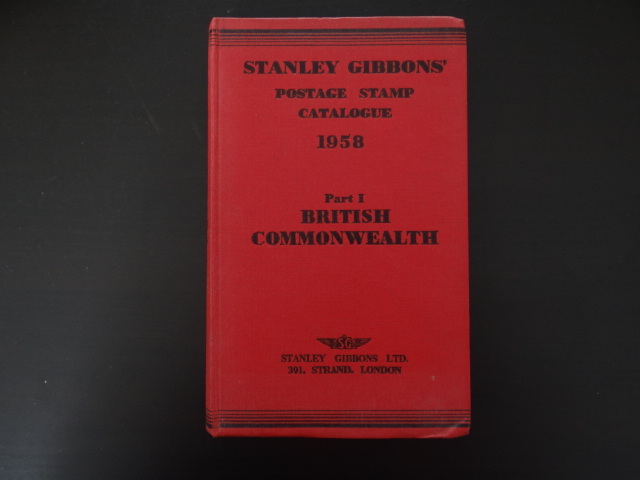 STANLEY GIBBONS'
POSTAGE STAMP
CATALOGUE
1958
Part I
BRITISH
COMMONWEALTH
SG
STANLEY GIBBONS LTD.
391, STRAND, LONDON